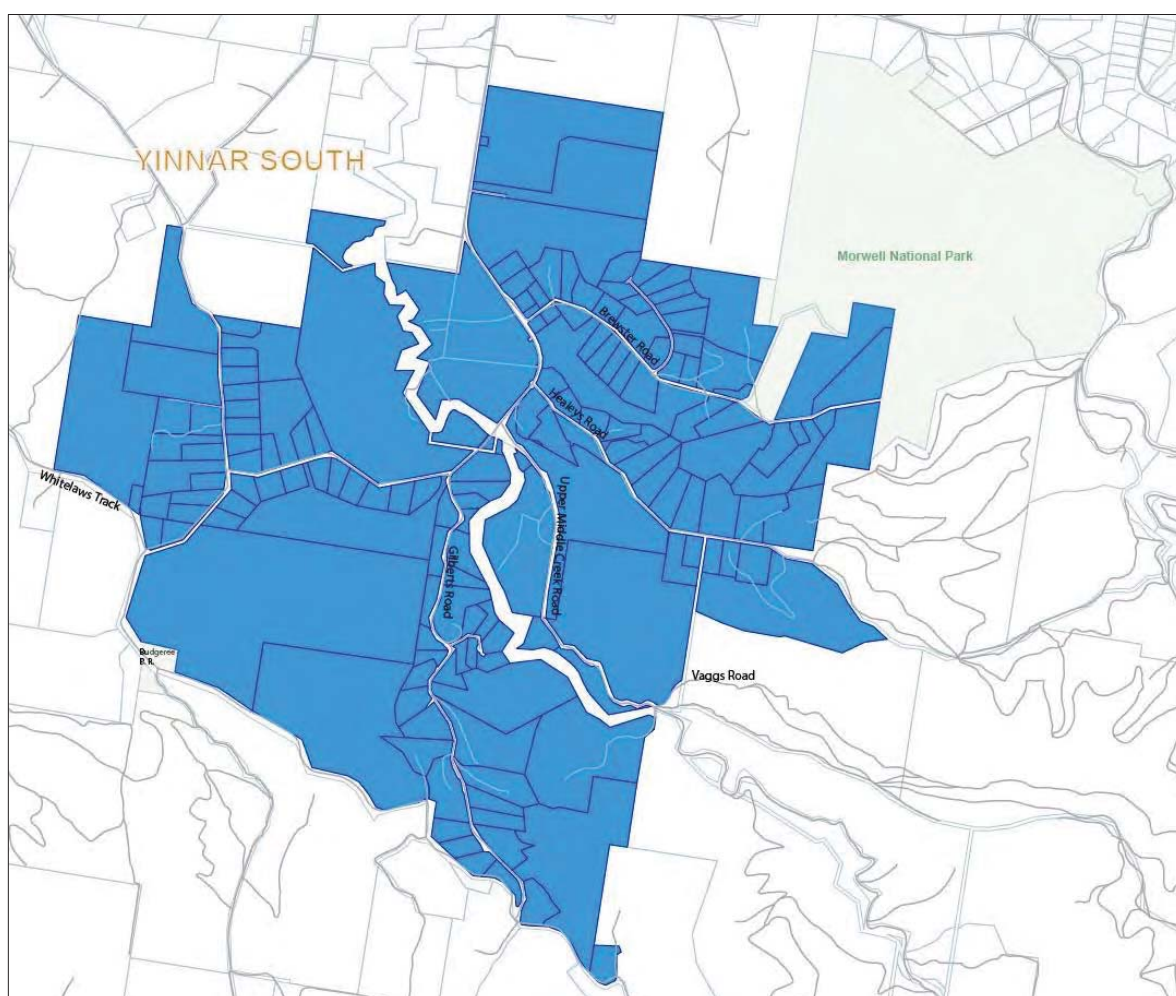 YINNAR SOUTH
Morwell National Park
Brewster Road
Healeys Road
Whitelaws Track
Upper Middle Creek Road
Gilberts Road
Budgeree
B. R.
Vaggs Road